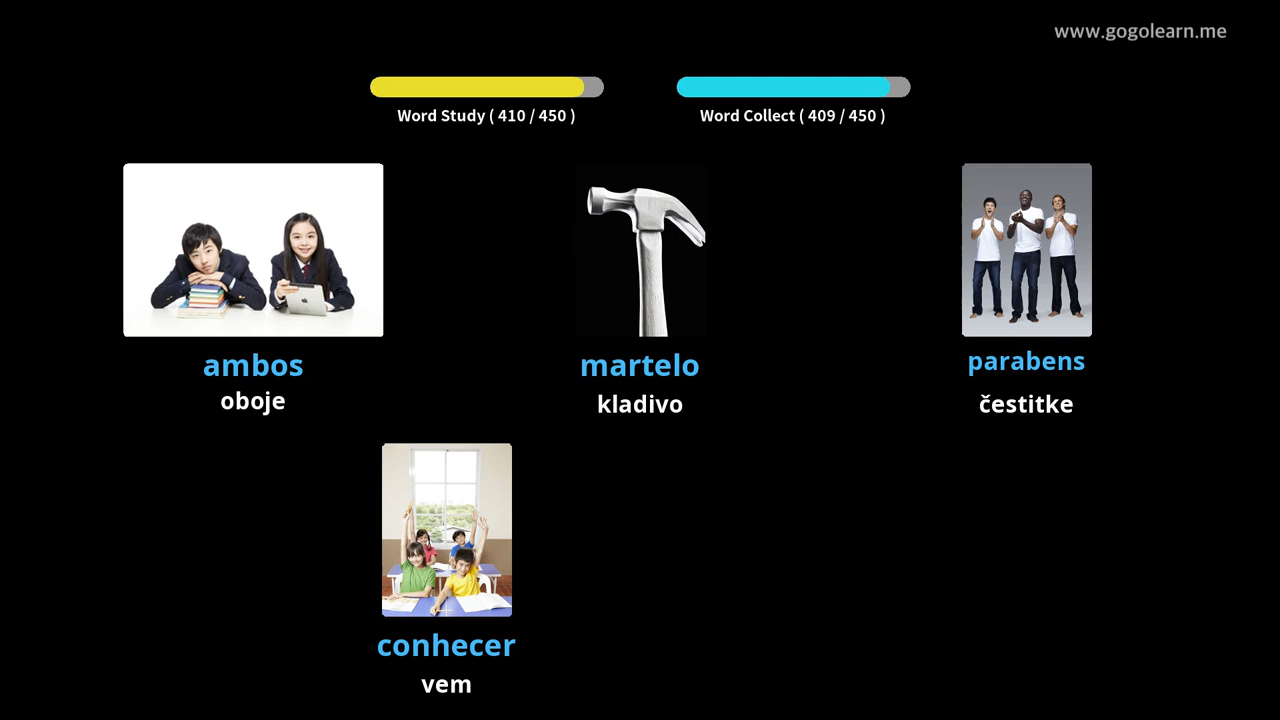 www.gogolearn.me
Word Study ( 410 / 450 )
Word Collect ( 409 / 450 )
ambos
oboje
martelo
kladivo
parabens
čestitke
conhecer
vem